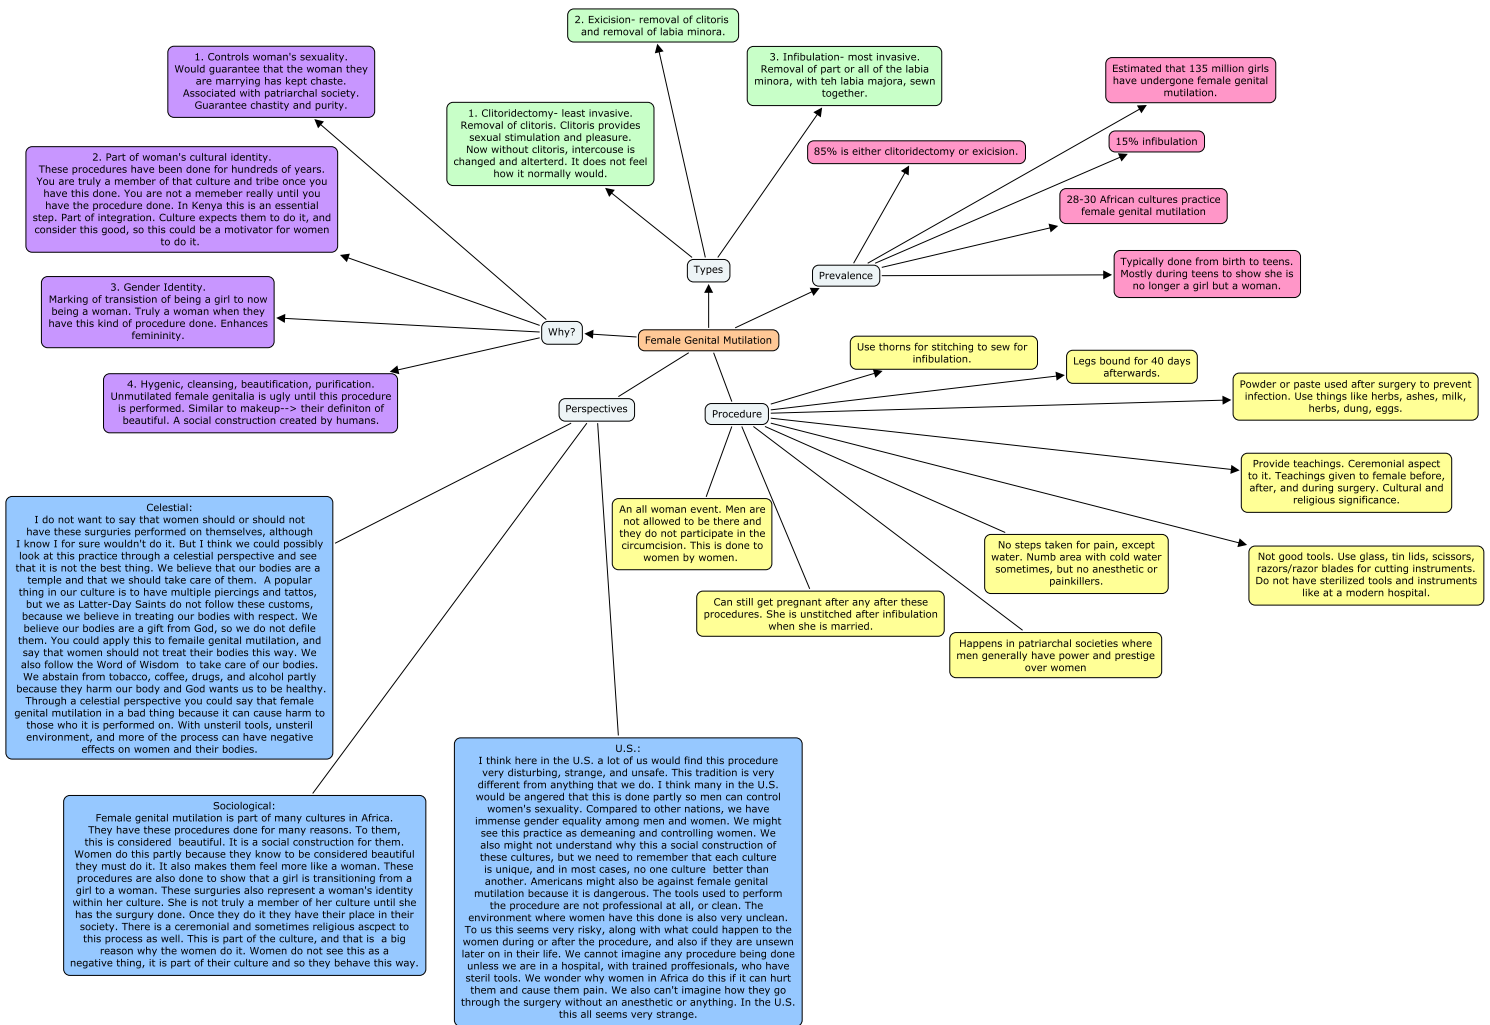 2. Exicision- removal of clitoris
and removal of labia minora.
1. Controls woman's sexuality.
Would guarantee that the woman they
are marrying has kept chaste.
Associated with patriarchal society.
Guarantee chastity and purity.
3. Infibulation- most invasive.
Removal of part or all of the labia
minora, with teh labia majora, sewn
together.
Estimated that 135 million girls
have undergone female genital
mutilation.
1. Clitoridectomy- least invasive.
Removal of clitoris. Clitoris provides
sexual stimulation and pleasure.
Now without clitoris, intercouse is
changed and alterterd. It does not feel
how it normally would.
15% infibulation
85% is either clitoridectomy or exicision.
2. Part of woman's cultural identity.
These procedures have been done for hundreds of years.
You are truly a member of that culture and tribe once you
have this done. You are not a memeber really until you
have the procedure done. In Kenya this is an essential
step. Part of integration. Culture expects them to do it, and
consider this good, so this could be a motivator for women
to do it.
28-30 African cultures practice
female genital mutilation
Types
Prevalence
Typically done from birth to teens.
Mostly during teens to show she is
no longer a girl but a woman.
3. Gender Identity.
Marking of transistion of being a girl to now
being a woman. Truly a woman when they
have this kind of procedure done. Enhances
femininity.
Why?
Female Genital Mutilation
Use thorns for stitching to sew for
infibulation.
Legs bound for 40 days
afterwards.
4. Hygenic, cleansing, beautification, purification.
Unmutilated female genitalia is ugly until this procedure
is performed. Similar to makeup--> their definiton of
beautiful. A social construction created by humans.
Perspectives
Procedure
Powder or paste used after surgery to prevent
infection. Use things like herbs, ashes, milk,
herbs, dung, eggs.
Provide teachings. Ceremonial aspect
to it. Teachings given to female before,
after, and during surgery. Cultural and
religious significance.
Celestial:
I do not want to say that women should or should not
have these surguries performed on themselves, although
I know I for sure wouldn't do it. But I think we could possibly
look at this practice through a celestial perspective and see
that it is not the best thing. We believe that our bodies are a
temple and that we should take care of them.  A popular
thing in our culture is to have multiple piercings and tattos,
but we as Latter-Day Saints do not follow these customs,
because we believe in treating our bodies with respect. We
believe our bodies are a gift from God, so we do not defile
them. You could apply this to femaile genital mutilation, and
say that women should not treat their bodies this way. We
also follow the Word of Wisdom  to take care of our bodies.
We abstain from tobacco, coffee, drugs, and alcohol partly
because they harm our body and God wants us to be healthy.
Through a celestial perspective you could say that female
genital mutilation in a bad thing because it can cause harm to
those who it is performed on. With unsteril tools, unsteril
environment, and more of the process can have negative
effects on women and their bodies.
An all woman event. Men are
not allowed to be there and
they do not participate in the
circumcision. This is done to
women by women.
No steps taken for pain, except
water. Numb area with cold water
sometimes, but no anesthetic or
painkillers.
Not good tools. Use glass, tin lids, scissors,
razors/razor blades for cutting instruments.
Do not have sterilized tools and instruments
like at a modern hospital.
Can still get pregnant after any after these
procedures. She is unstitched after infibulation
when she is married.
Happens in patriarchal societies where
men generally have power and prestige
over women
U.S.:
I think here in the U.S. a lot of us would find this procedure
very disturbing, strange, and unsafe. This tradition is very
different from anything that we do. I think many in the U.S.
would be angered that this is done partly so men can control
women's sexuality. Compared to other nations, we have
immense gender equality among men and women. We might
see this practice as demeaning and controlling women. We
also might not understand why this a social construction of
these cultures, but we need to remember that each culture
is unique, and in most cases, no one culture  better than
another. Americans might also be against female genital
mutilation because it is dangerous. The tools used to perform
the procedure are not professional at all, or clean. The
environment where women have this done is also very unclean.
To us this seems very risky, along with what could happen to the
women during or after the procedure, and also if they are unsewn
later on in their life. We cannot imagine any procedure being done
unless we are in a hospital, with trained proffesionals, who have
steril tools. We wonder why women in Africa do this if it can hurt
them and cause them pain. We also can't imagine how they go
through the surgery without an anesthetic or anything. In the U.S.
this all seems very strange.
Sociological:
Female genital mutilation is part of many cultures in Africa.
They have these procedures done for many reasons. To them,
this is considered  beautiful. It is a social construction for them.
Women do this partly because they know to be considered beautiful
they must do it. It also makes them feel more like a woman. These
procedures are also done to show that a girl is transitioning from a
girl to a woman. These surguries also represent a woman's identity
within her culture. She is not truly a member of her culture until she
has the surgury done. Once they do it they have their place in their
society. There is a ceremonial and sometimes religious ascpect to
this process as well. This is part of the culture, and that is  a big
reason why the women do it. Women do not see this as a
negative thing, it is part of their culture and so they behave this way.